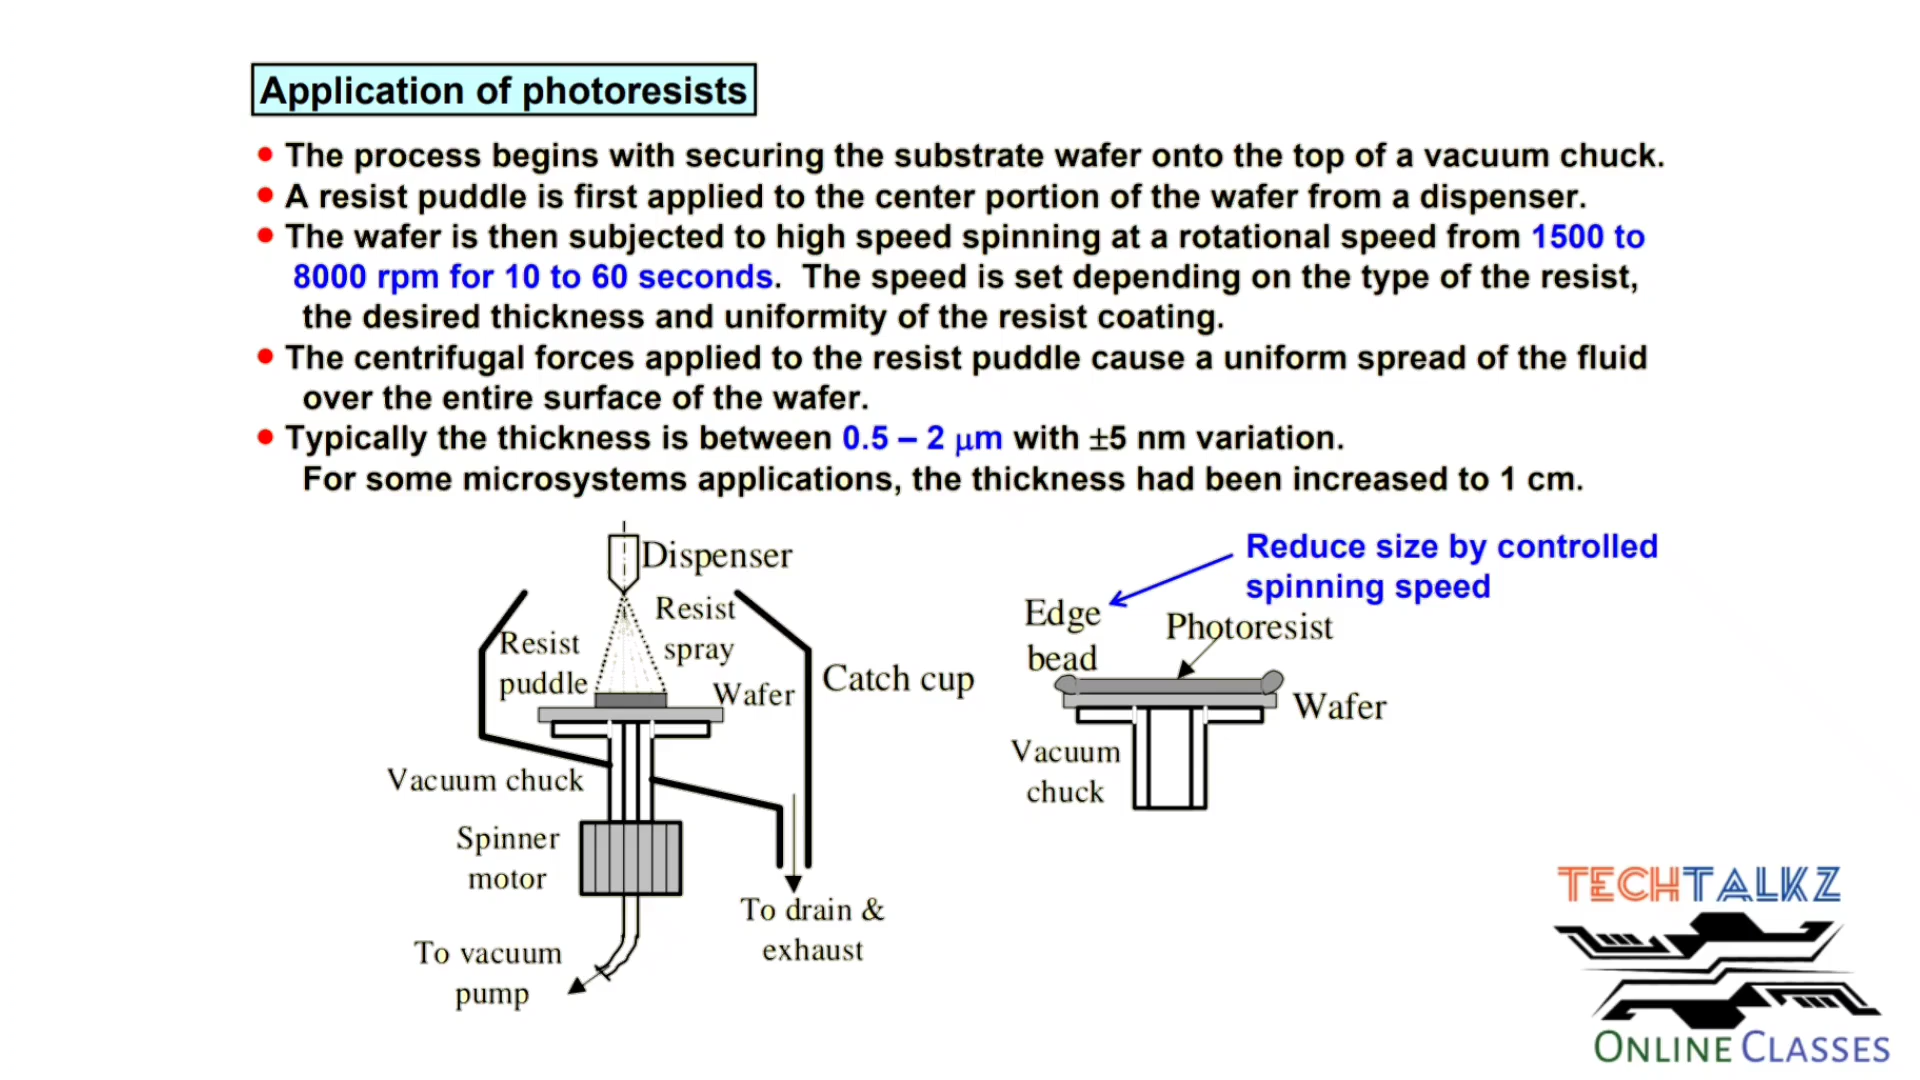 Application of photoresists
• The process begins with securing the substrate wafer onto the top of a vacuum chuck.
• A resist puddle is first applied to the center portion of the wafer from a dispenser.
• The wafer is then subjected to high speed spinning at a rotational speed from 1500 to
8000 rpm for 10 to 60 seconds. The speed is set depending on the type of the resist,
the desired thickness and uniformity of the resist coating.
• The centrifugal forces applied to the resist puddle cause a uniform spread of the fluid
over the entire surface of the wafer.
• Typically the thickness is between 0.5 – 2 μm with ±5 nm variation.
For some microsystems applications, the thickness had been increased to 1 cm.
Dispenser
Resist
spray
Resist
puddle
Wafer
Catch cup
Vacuum chuck
Spinner
motor
To drain &
exhaust
To vacuum
pump
Reduce size by controlled
spinning speed
Edge
bead
Photoresist
Wafer
Vacuum
chuck
TECHTALKZ
ONLINE CLASSES